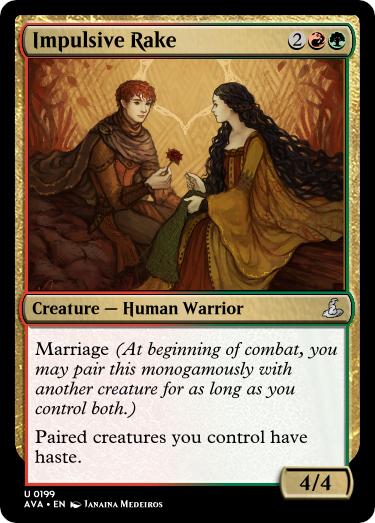 Impulsive Rake 2
Creature — Human Warrior
Marriage (At beginning of combat, you
may pair this monogamously with
another creature for as long as you
control both.)
Paired creatures you control have
haste.
4/4
U 0199
AVA • EN Janaina Medeiros